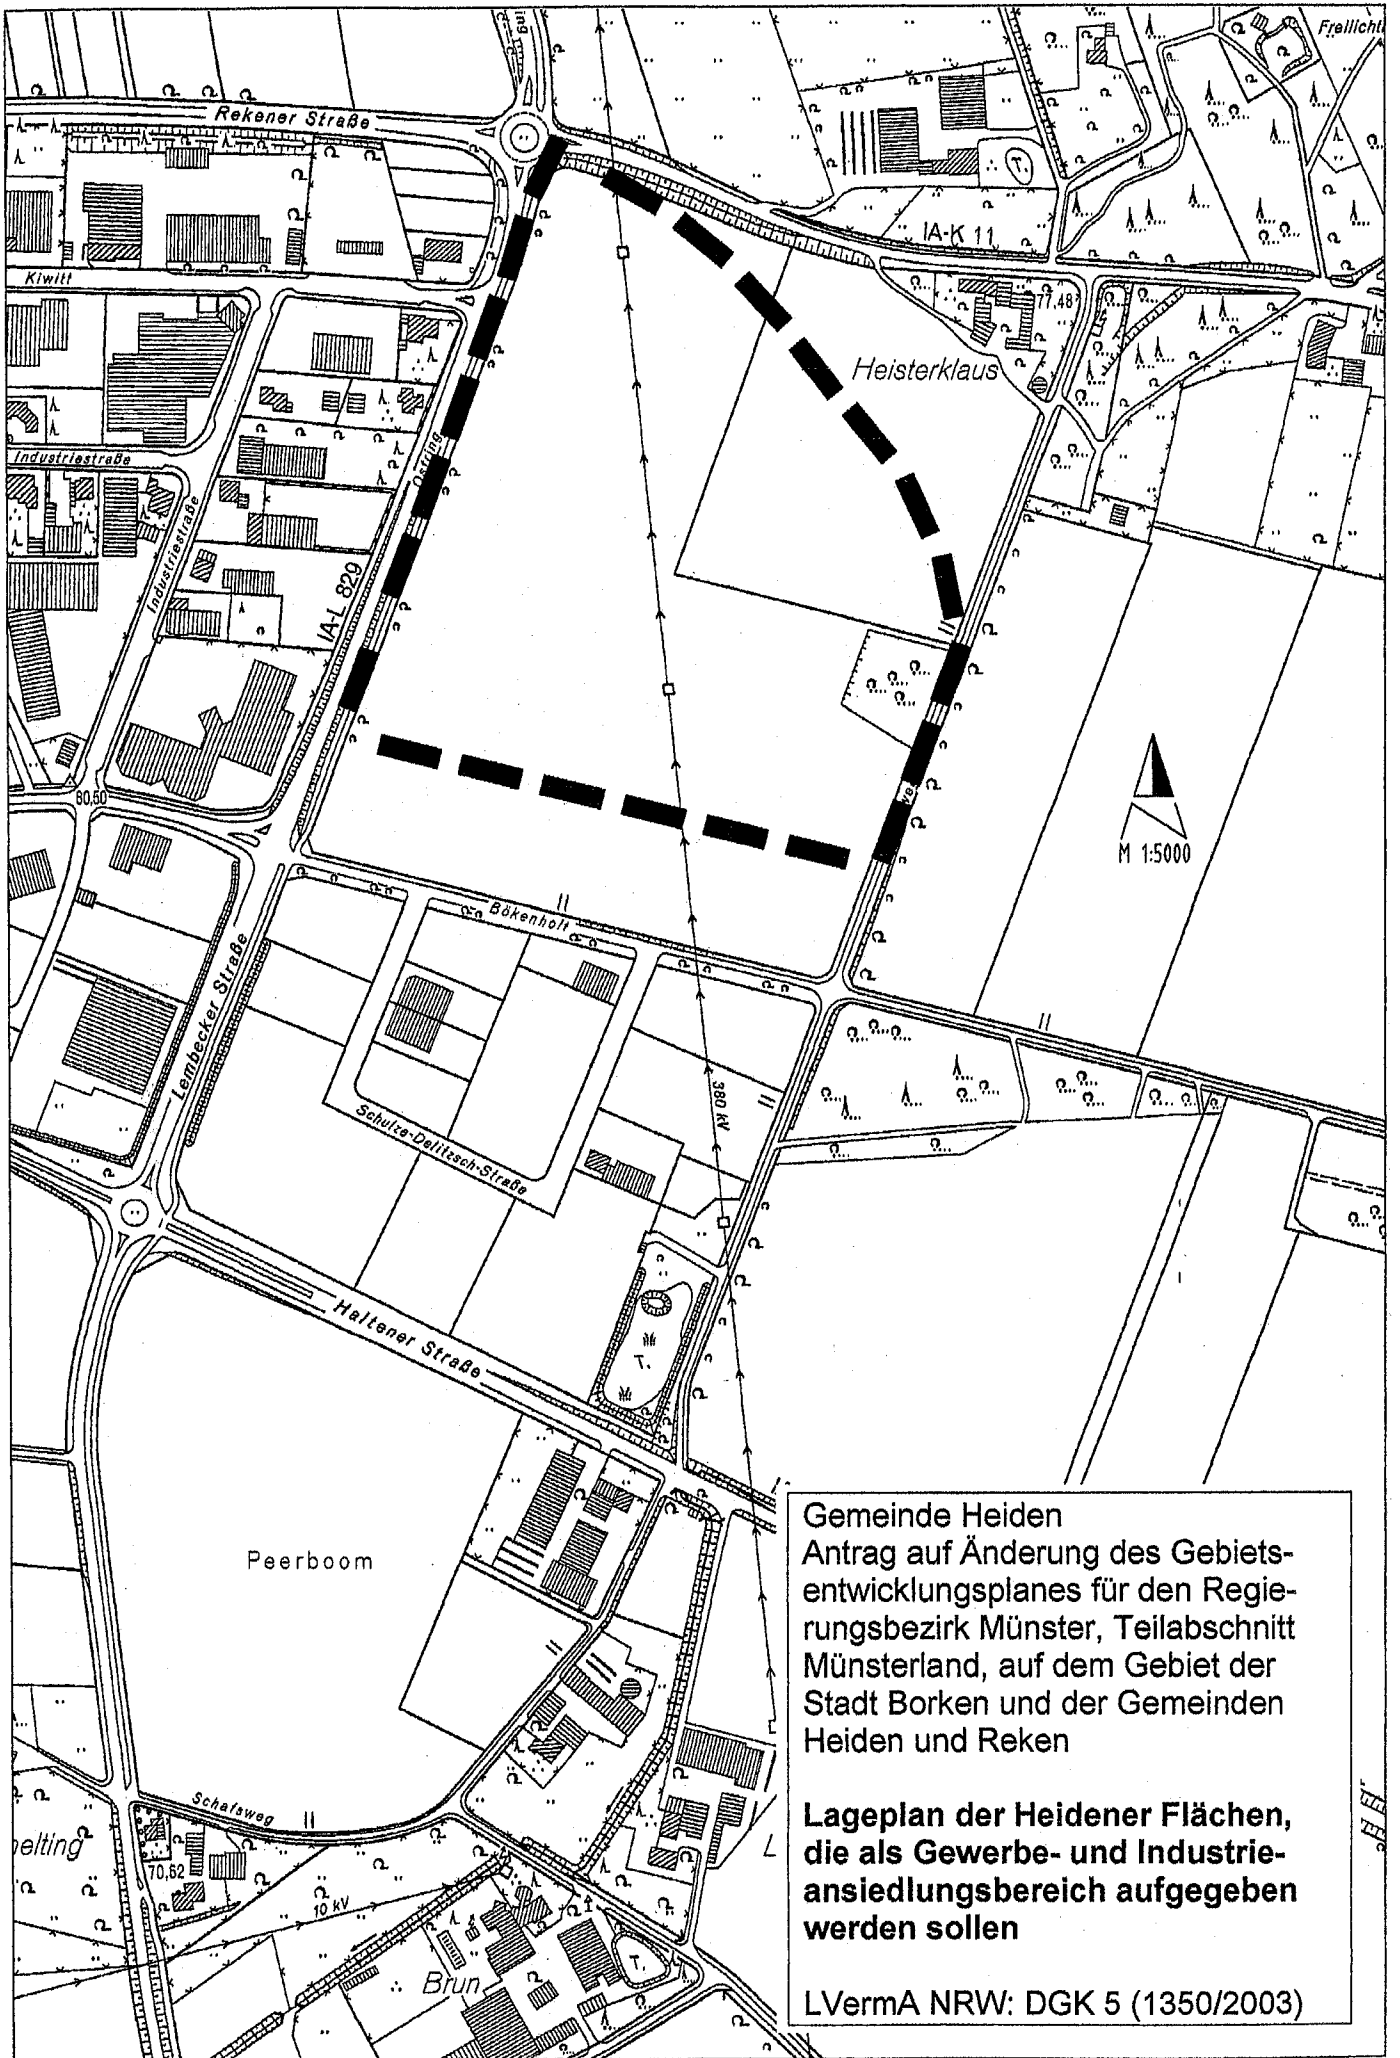 ing
Freilicht
Rekener Straße
T.
IA-K 11
Kiwitt
77,48
Heisterklaus
Ostring
Industriestraße
Industriestraße
IA-L 829
80,50
M 1:5000
Bökenholt
Lembecker Straße
380 kV
Schulze-Delitzsch-Straße
Haltener Straße
T.
Peerboom
Gemeinde Heiden
Antrag auf Änderung des Gebiets-
entwicklungsplanes für den Regie-
rungsbezirk Münster, Teilabschnitt
Münsterland, auf dem Gebiet der
Stadt Borken und der Gemeinden
Heiden und Reken
Lageplan der Heidener Flächen,
die als Gewerbe- und Industrie-
ansiedlungsbereich aufgegeben
werden sollen
LVermA NRW: DGK 5 (1350/2003)
Schafsweg
elting
70,62
L
10 kV
Brun
T.